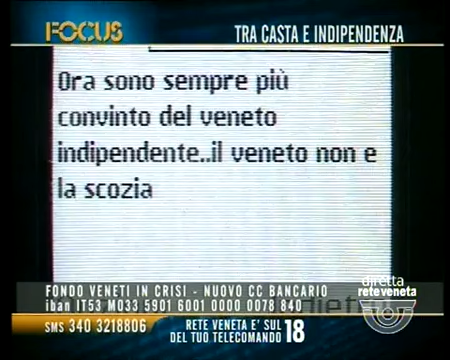 FOCUS
TRA CASTA E INDIPENDENZA
Ora sono sempre più
convinto del veneto
indipendente..il veneto non e
la scozia
FONDO VENETI IN CRISI - NUOVO CC BANCARIO
iban IT53 M033 5901 6001 0000 0078 840
diretta
reteveneta
SMS 340 3218806
RETE VENETA E' SUL
DEL TUO TELECOMANDO 18